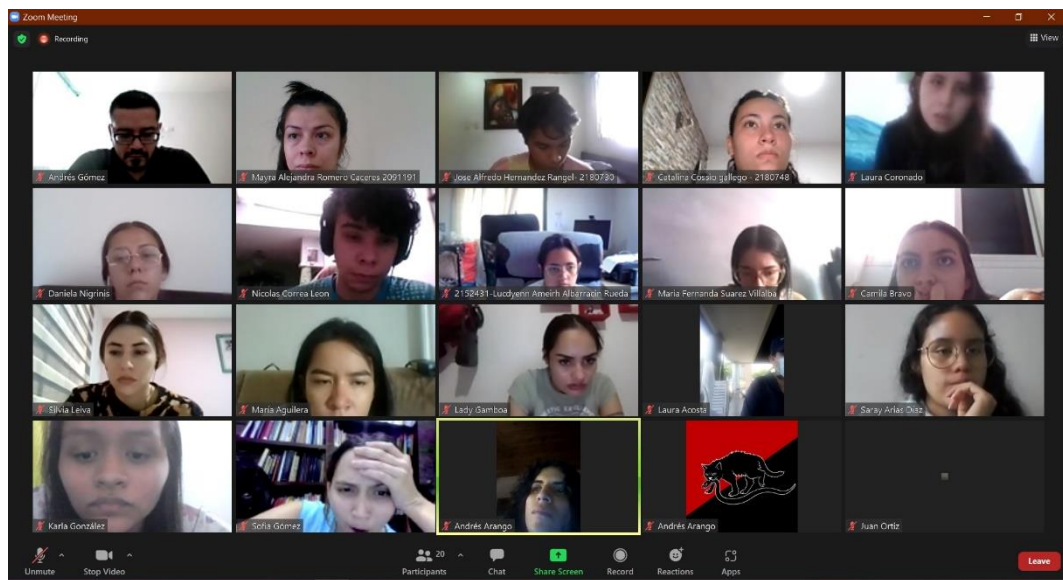 Zoom Meeting
Recording
View
Andrés Gómez
Mayra Alejandra Romero Caceres 2091191
Jose Alfredo Hernandez Rangel- 2180730
Catalina Cossio gallego - 2180748
Laura Coronado
Daniela Nigrinis
Nicolas Correa Leon
2152431-Lucdyenn Ameirh Albarracin Rueda
Maria Fernanda Suarez Villalba
Camila Bravo
Silvia Leiva
María Aguilera
Lady Gamboa
Laura Acosta
Saray Arias Díaz
Karla González
Sofía Gómez
Andrés Arango
Andrés Arango
Juan Ortiz
Unmute
Stop Video
20
Participants
Chat
Share Screen
Record
Reactions
Apps
Leave